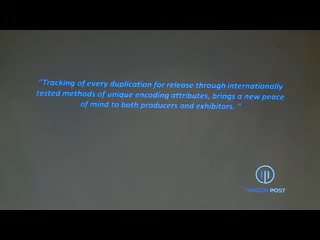 "Tracking of every duplication for release through internationally
tested methods of unique encoding attributes, brings a new peace
of mind to both producers and exhibitors. "
YANGON POST